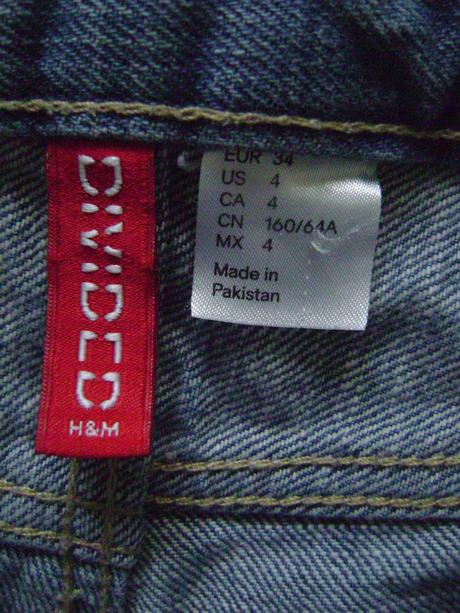 DIVIDED
H&M
EUR 34
US 4
CA 4
CN 160/64A
MX 4
Made in
Pakistan